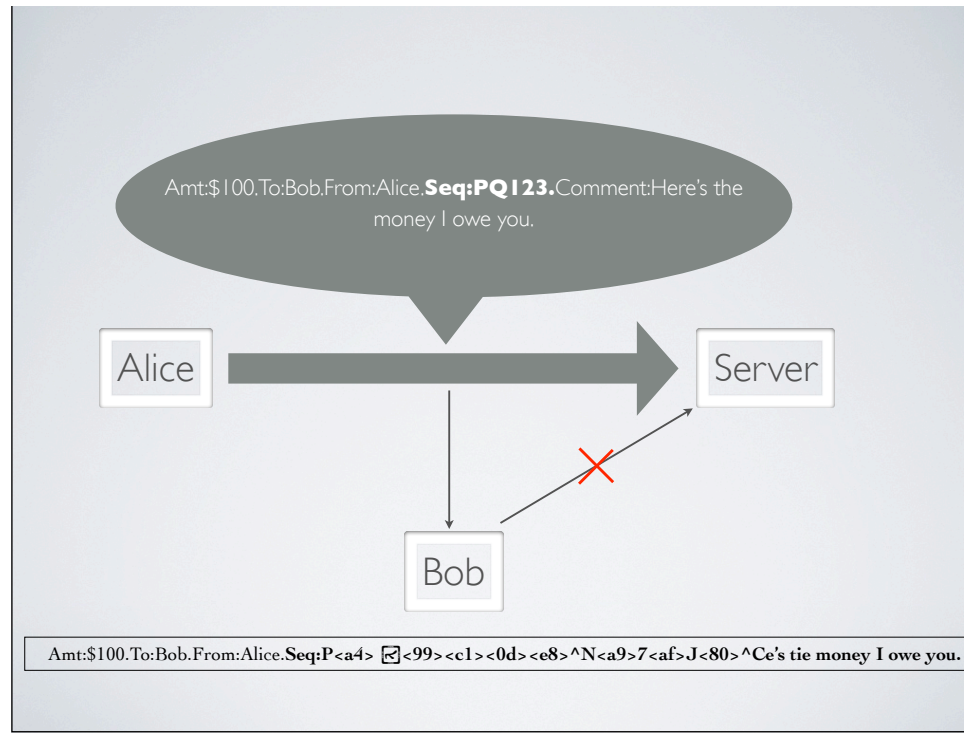 Amt:$100.To:Bob.From:Alice.Seq:PQ123.Comment:Here's the
money I owe you.
Alice
Server
Bob
Amt:$100.To:Bob.From:Alice.Seq:P<a4> <99><c1><0d><e8>^N<a9>7<af>J<80>^Ce's tie money I owe you.